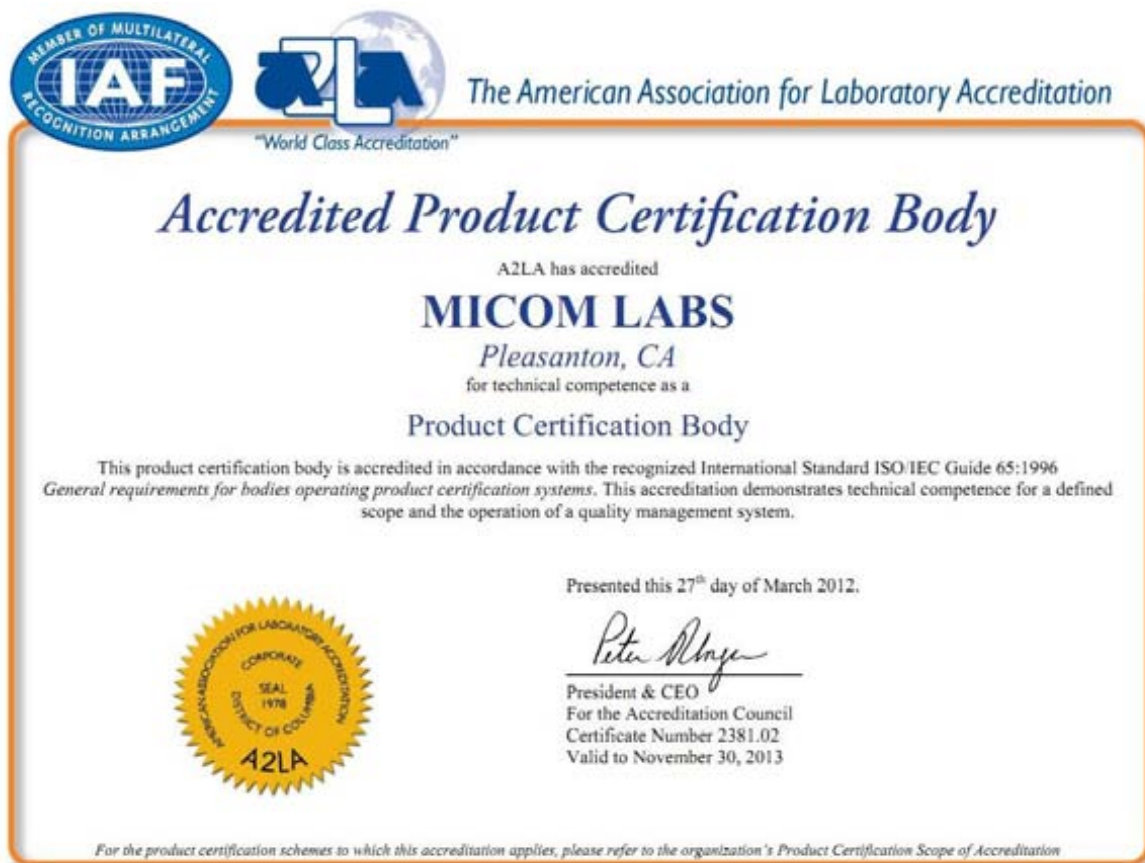 MEMBER OF MULTILATERAL
IAF
RECOGNITION ARRANGEMENT
A2LA
"World Class Accreditation"
The American Association for Laboratory Accreditation
Accredited Product Certification Body
A2LA has accredited
MICOM LABS
Pleasanton, CA
for technical competence as a
Product Certification Body
This product certification body is accredited in accordance with the recognized International Standard ISO/IEC Guide 65:1996
General requirements for bodies operating product certification systems. This accreditation demonstrates technical competence for a defined
scope and the operation of a quality management system.
Presented this 27th day of March 2012.
President & CEO
For the Accreditation Council
Certificate Number 2381.02
Valid to November 30, 2013
AMERICAN ASSOCIATION FOR LABORATORY ACCREDITATION
CORPORATE
SEAL
1978
DISTRICT OF COLUMBIA
A2LA
For the product certification schemes to which this accreditation applies, please refer to the organization's Product Certification Scope of Accreditation